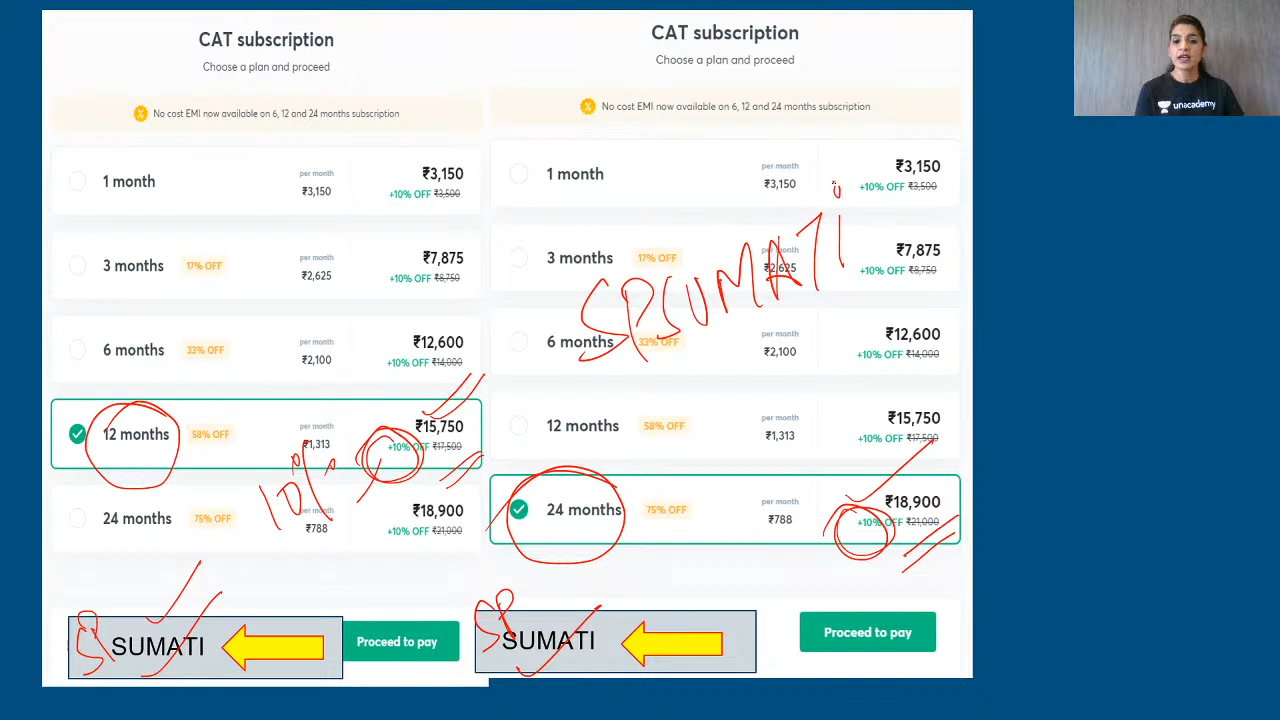 CAT subscription
Choose a plan and proceed
No cost EMI now available on 6, 12 and 24 months subscription
1 month
per month
₹3,150
₹3,150
+10% OFF ₹3,500
3 months 17% OFF
per month
₹2,625
₹7,875
+10% OFF ₹8,750
6 months 33% OFF
per month
₹2,100
₹12,600
+10% OFF ₹14,000
12 months 58% OFF
per month
₹1,313
₹15,750
+10% OFF ₹17,500
10%
24 months 75% OFF
per month
₹788
₹18,900
+10% OFF ₹21,000
SP SUMATI
Proceed to pay
CAT subscription
Choose a plan and proceed
No cost EMI now available on 6, 12 and 24 months subscription
1 month
per month
₹3,150
₹3,150
+10% OFF ₹3,500
3 months 17% OFF
per month
₹2,625
₹7,875
+10% OFF ₹8,750
SPSUMATi
6 months 33% OFF
per month
₹2,100
₹12,600
+10% OFF ₹14,000
12 months 58% OFF
per month
₹1,313
₹15,750
+10% OFF ₹17,500
24 months 75% OFF
per month
₹788
₹18,900
+10% OFF ₹21,000
SP SUMATI
Proceed to pay
unacademy